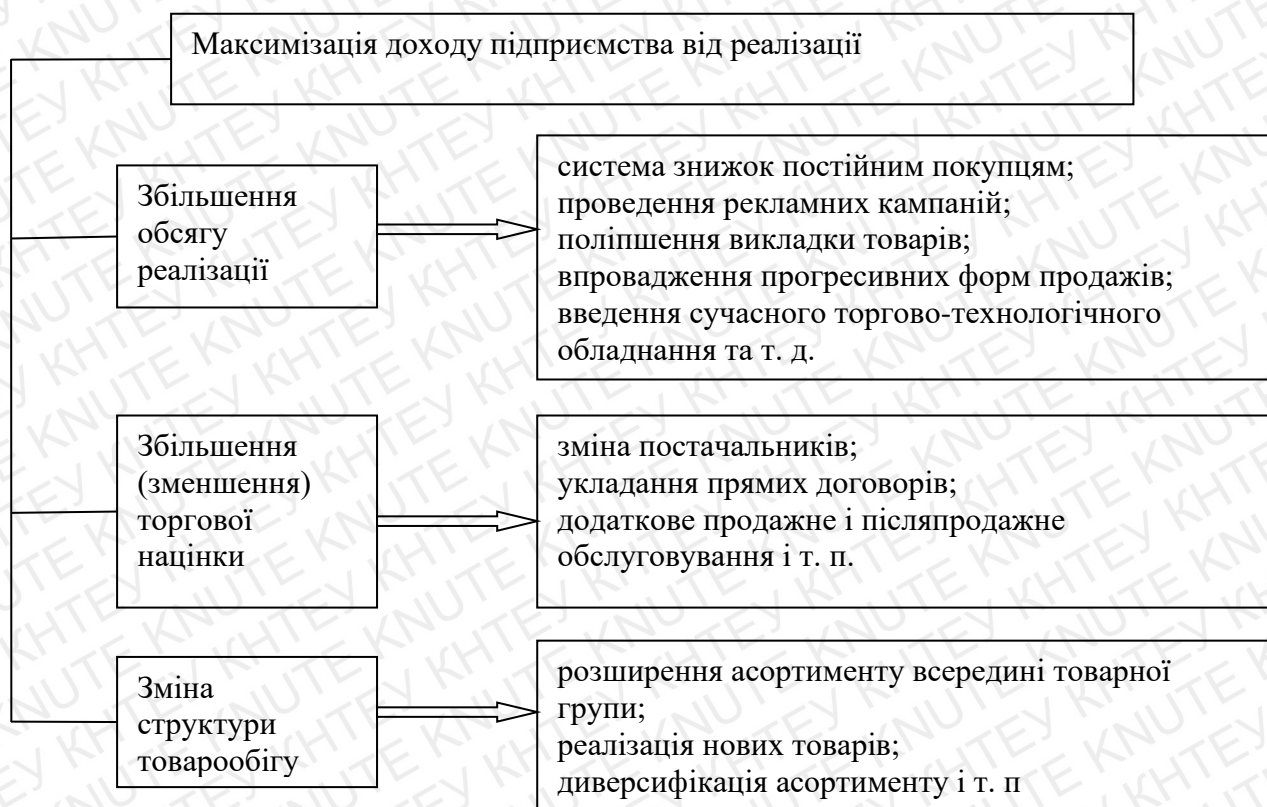 Максимізація доходу підприємства від реалізації
Збільшення
обсягу
реалізації
система знижок постійним покупцям;
проведення рекламних кампаній;
поліпшення викладки товарів;
впровадження прогресивних форм продажів;
введення сучасного торгово-технологічного
обладнання та т. д.
Збільшення
(зменшення)
торгової
націнки
зміна постачальників;
укладання прямих договорів;
додаткове продажне і післяпродажне
обслуговування і т. п.
Зміна
структури
товарообігу
розширення асортименту всередині товарної
групи;
реалізація нових товарів;
диверсифікація асортименту і т. п